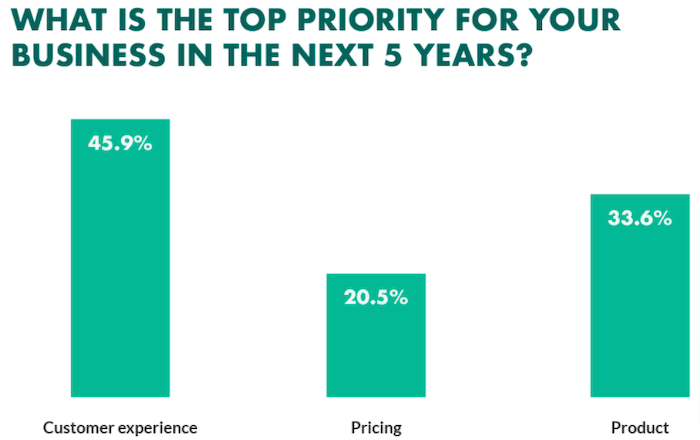 WHAT IS THE TOP PRIORITY FOR YOUR
BUSINESS IN THE NEXT 5 YEARS?
45.9%
20.5%
33.6%
Customer experience
Pricing
Product